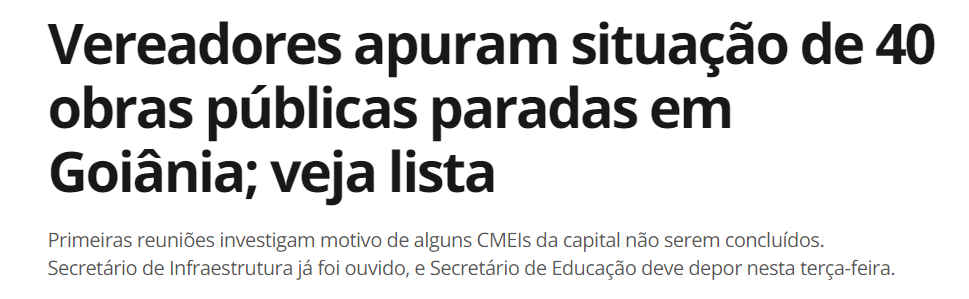 Vereadores apuram situação de 40
obras públicas paradas em
Goiânia; veja lista
Primeiras reuniões investigam motivo de alguns CMEIs da capital não serem concluídos.
Secretário de Infraestrutura já foi ouvido, e Secretário de Educação deve depor nesta terça-feira.